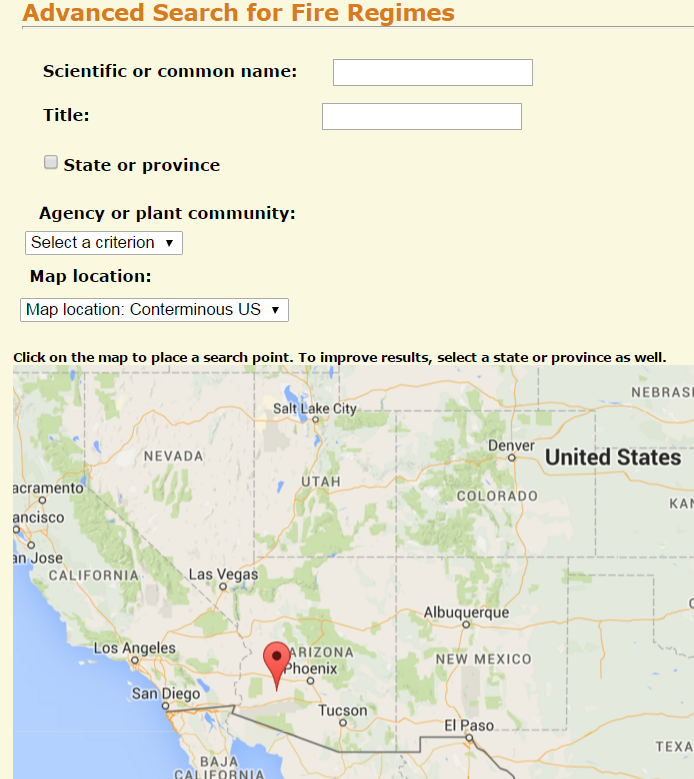 Advanced Search for Fire Regimes
Scientific or common name:
Title:
State or province
Agency or plant community:
Select a criterion
Map location:
Map location: Conterminous US
Click on the map to place a search point. To improve results, select a state or province as well.
NEBRAS
Salt Lake City
Denver
United States
NEVADA
UTAH
COLORADO
acramento
KAN
ancisco
an Jose
CALIFORNIA
Las Vegas
Albuquerque
Los Angeles
ARIZONA
NEW MEXICO
Phoenix
San Diego
Tucson
El Paso
TEXA
BAJA
CALIFORNIA